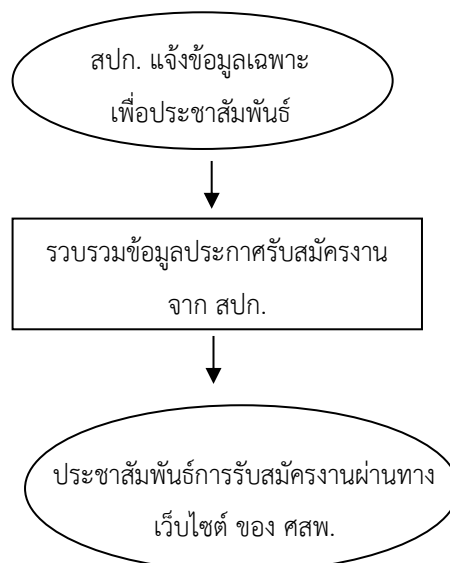 สปก. แจ้งข้อมูลเฉพาะ
เพื่อประชาสัมพันธ์
รวบรวมข้อมูลประกาศรับสมัครงาน
จาก สปก.
ประชาสัมพันธ์การรับสมัครงานผ่านทาง
เว็บไซต์ ของ ศสพ.